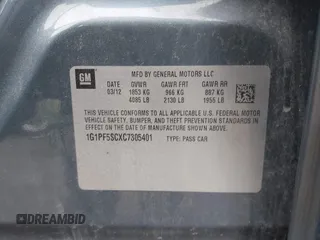 GM
MFD BY GENERAL MOTORS LLC
DATE GVWR GAWR FRT GAWR RR
03/12 1853 KG 966 KG 887 KG
4085 LB 2130 LB 1955 LB
THIS VEHICLE CONFORMS TO ALL APPLICABLE U.S. FEDERAL MOTOR
VEHICLE SAFETY, BUMPER, AND THEFT PREVENTION STANDARDS
IN EFFECT ON THE DATE OF MANUFACTURE SHOWN ABOVE.
1G1PF5SCXC7305401 TYPE: PASS CAR
DREAMBID